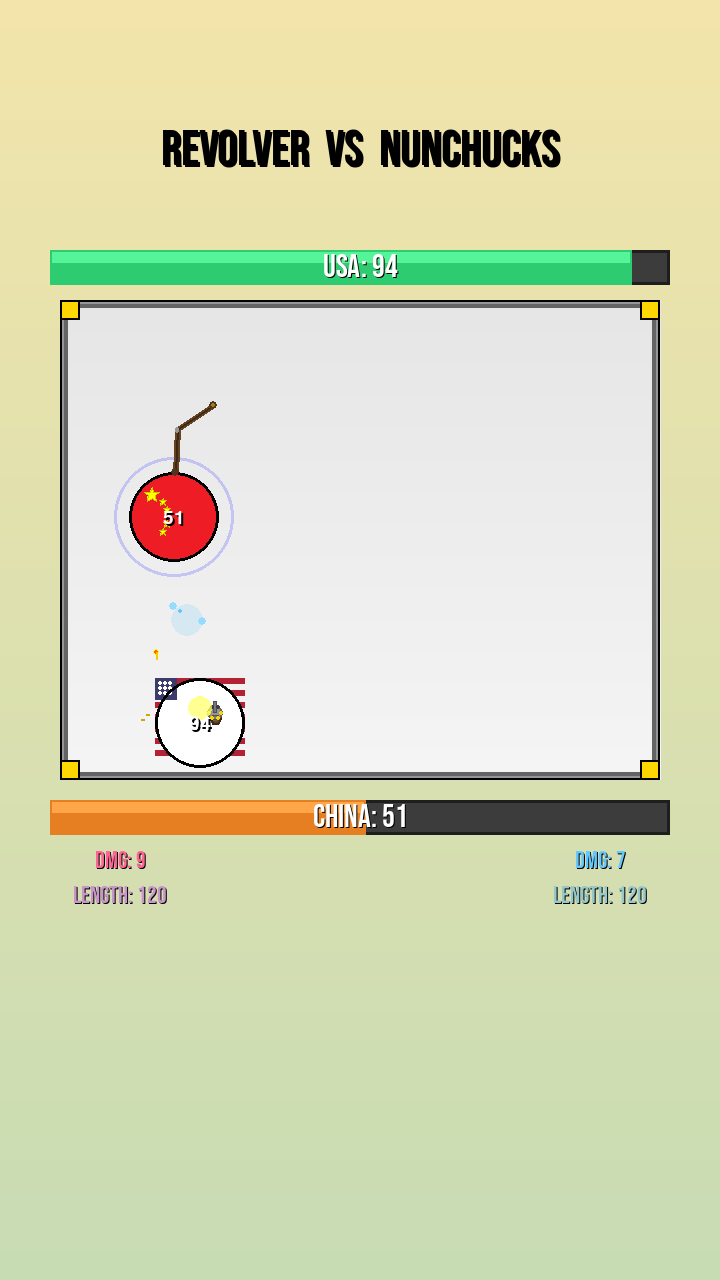 REVOLVER VS NUNCHUCKS
USA: 94
51
94
CHINA: 51
DMG: 9
DMG: 7
LENGTH: 120
LENGTH: 120